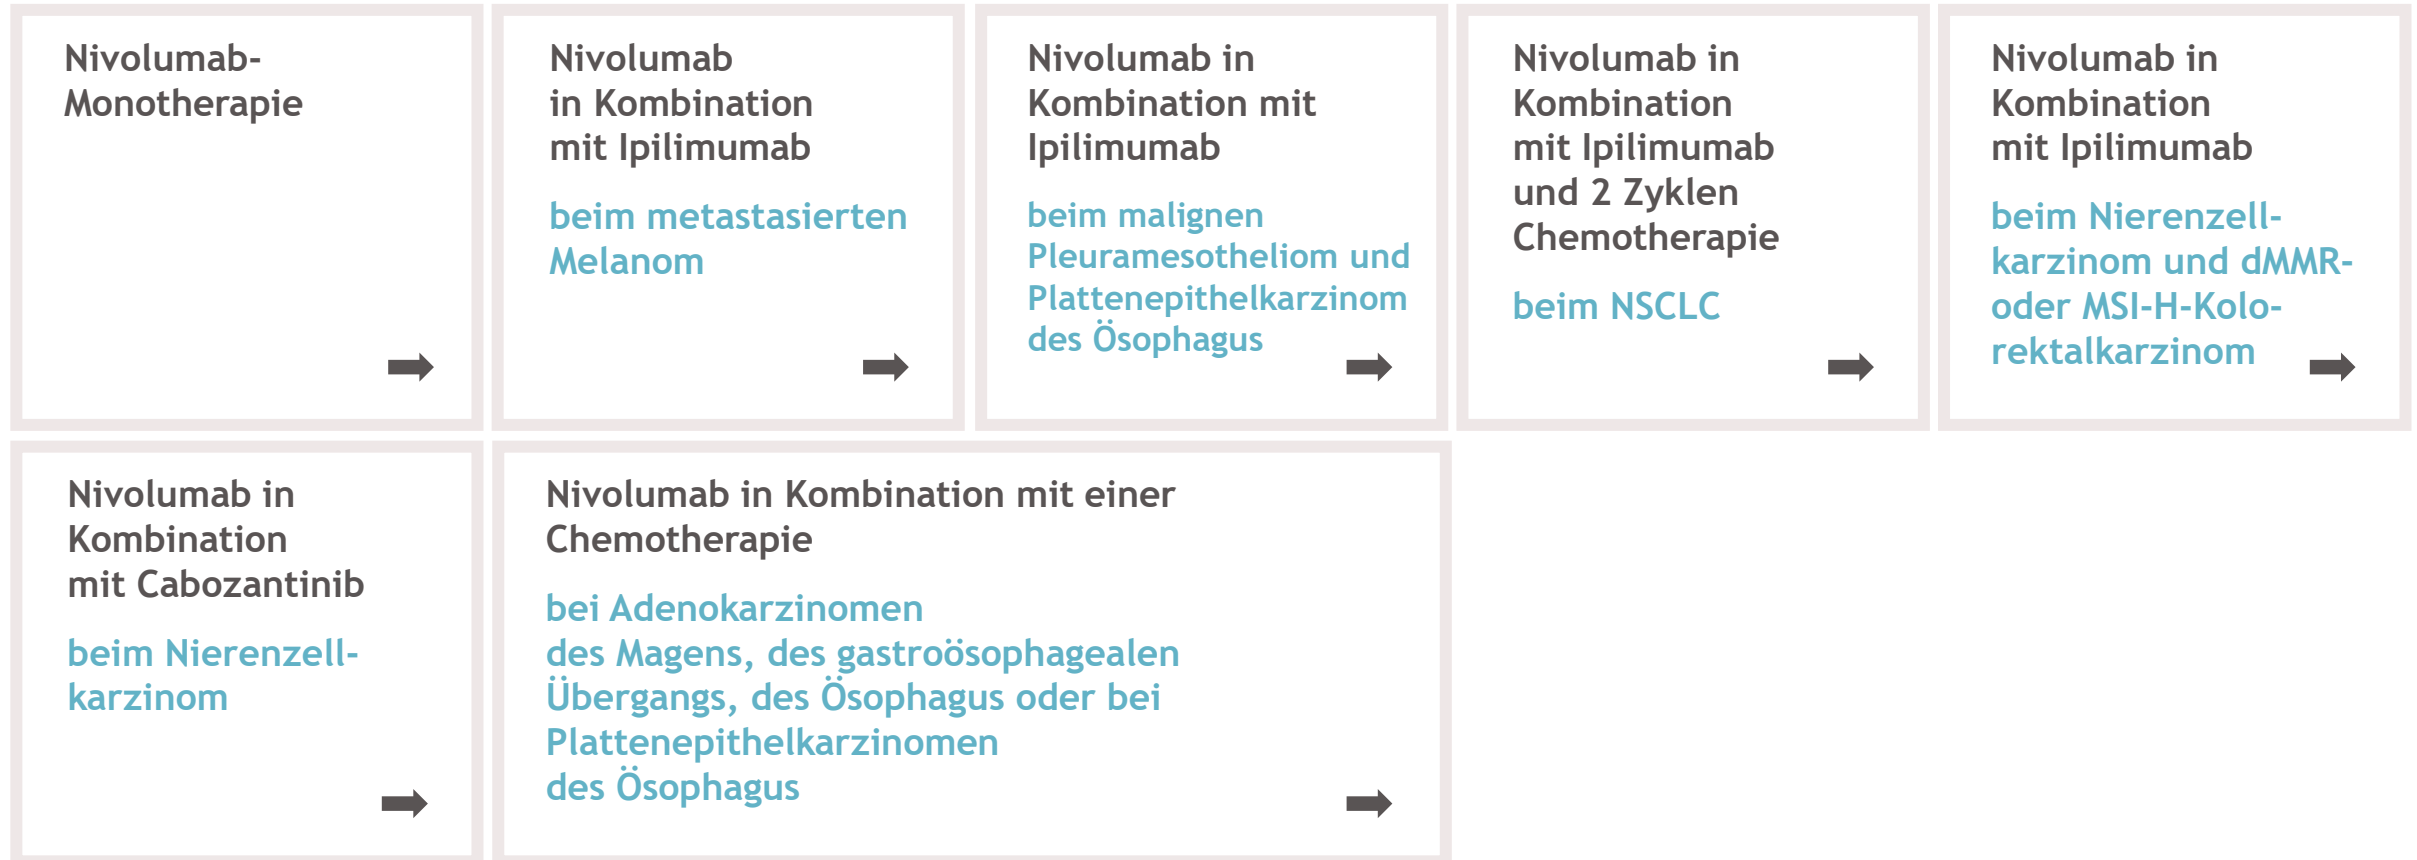 Nivolumab-
Monotherapie
Nivolumab
in Kombination
mit Ipilimumab
beim metastasierten
Melanom
Nivolumab in
Kombination mit
Ipilimumab
beim malignen
Pleuramesotheliom und
Plattenepithelkarzinom
des Ösophagus
Nivolumab in
Kombination
mit Ipilimumab
und 2 Zyklen
Chemotherapie
beim NSCLC
Nivolumab in
Kombination
mit Ipilimumab
beim Nierenzell-
karzinom und dMMR-
oder MSI-H-Kolo-
rektalkarzinom
Nivolumab in
Kombination
mit Cabozantinib
beim Nierenzell-
karzinom
Nivolumab in Kombination mit einer
Chemotherapie
bei Adenokarzinomen
des Magens, des gastroösophagealen
Übergangs, des Ösophagus oder bei
Plattenepithelkarzinomen
des Ösophagus